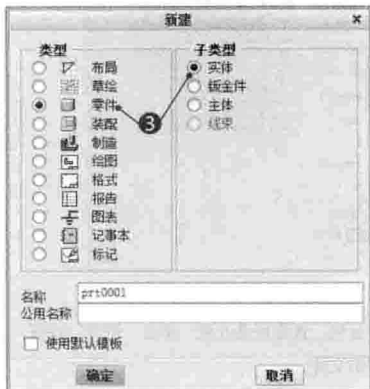 新建
类型
布局
草绘
零件
装配
制造
绘图
格式
报告
图表
记事本
标记
子类型
实体
钣金件
主体
线束
3
名称 prt0001
公用名称
使用默认模板
确定 取消